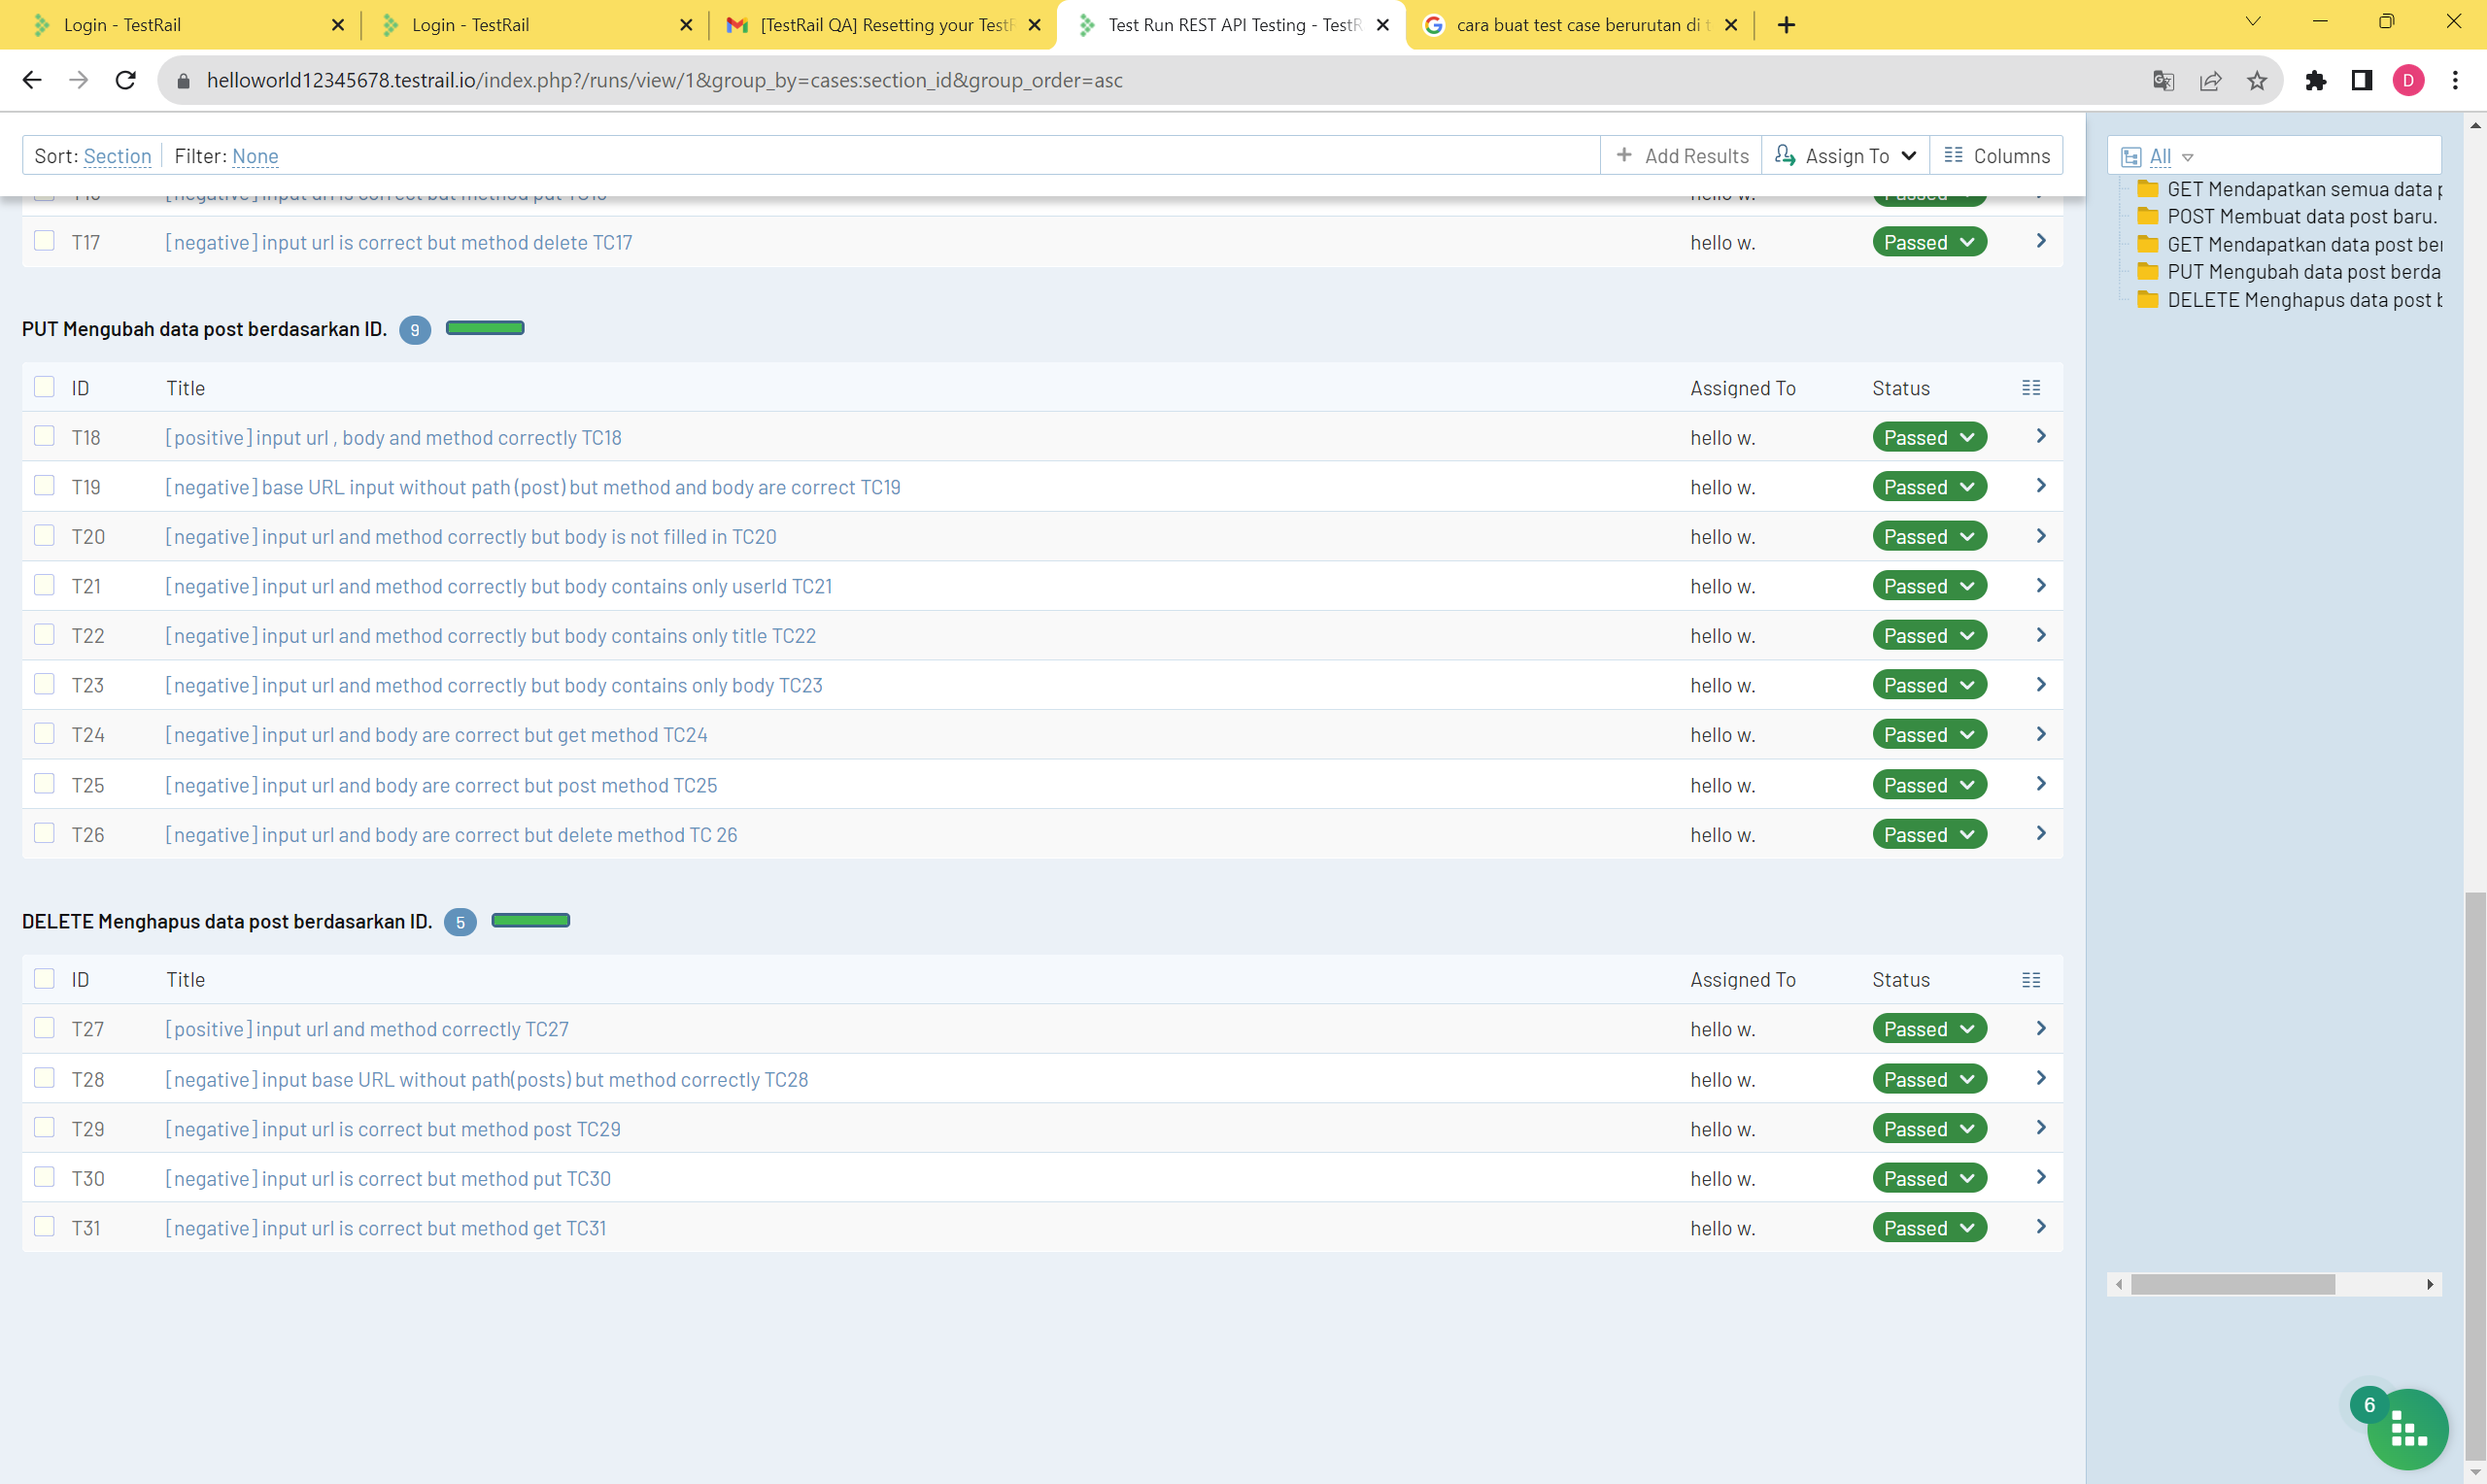 Login - TestRail
Login - TestRail
[TestRail QA] Resetting your TestR
Test Run REST API Testing - TestR
cara buat test case berurutan di t
helloworld12345678.testrail.io/index.php?/runs/view/1&group_by=cases:section_id&group_order=asc
D
Sort: Section Filter: None
+ Add Results Assign To Columns
All
GET Mendapatkan semua data p
POST Membuat data post baru.
GET Mendapatkan data post ber
PUT Mengubah data post berda
DELETE Menghapus data post b
T16 [negative] input url is correct but method put TC16 hello w. Passed
T17 [negative] input url is correct but method delete TC17 hello w. Passed
PUT Mengubah data post berdasarkan ID. 9
ID Title Assigned To Status
T18 [positive] input url , body and method correctly TC18 hello w. Passed
T19 [negative] base URL input without path (post) but method and body are correct TC19 hello w. Passed
T20 [negative] input url and method correctly but body is not filled in TC20 hello w. Passed
T21 [negative] input url and method correctly but body contains only userId TC21 hello w. Passed
T22 [negative] input url and method correctly but body contains only title TC22 hello w. Passed
T23 [negative] input url and method correctly but body contains only body TC23 hello w. Passed
T24 [negative] input url and body are correct but get method TC24 hello w. Passed
T25 [negative] input url and body are correct but post method TC25 hello w. Passed
T26 [negative] input url and body are correct but delete method TC 26 hello w. Passed
DELETE Menghapus data post berdasarkan ID. 5
ID Title Assigned To Status
T27 [positive] input url and method correctly TC27 hello w. Passed
T28 [negative] input base URL without path(posts) but method correctly TC28 hello w. Passed
T29 [negative] input url is correct but method post TC29 hello w. Passed
T30 [negative] input url is correct but method put TC30 hello w. Passed
T31 [negative] input url is correct but method get TC31 hello w. Passed
6